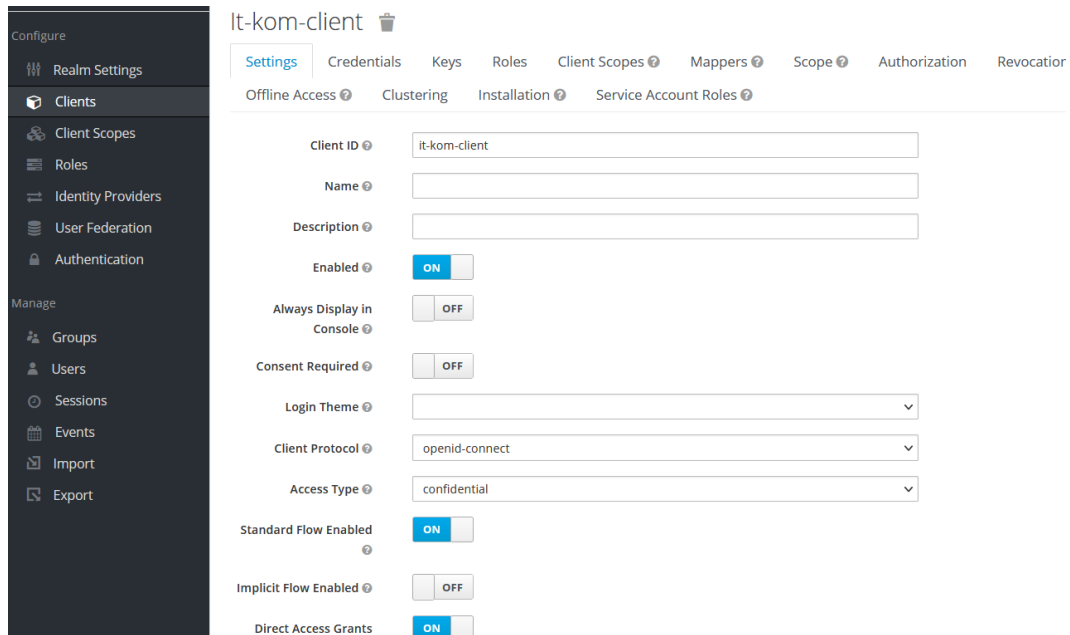 Configure
Realm Settings
Clients
Client Scopes
Roles
Identity Providers
User Federation
Authentication
Manage
Groups
Users
Sessions
Events
Import
Export
It-kom-client
Settings Credentials Keys Roles Client Scopes Mappers Scope Authorization Revocation
Offline Access Clustering Installation Service Account Roles
Client ID it-kom-client
Name
Description
Enabled ON
Always Display in OFF
Console
Consent Required OFF
Login Theme
Client Protocol openid-connect
Access Type confidential
Standard Flow Enabled ON
Implicit Flow Enabled OFF
Direct Access Grants ON